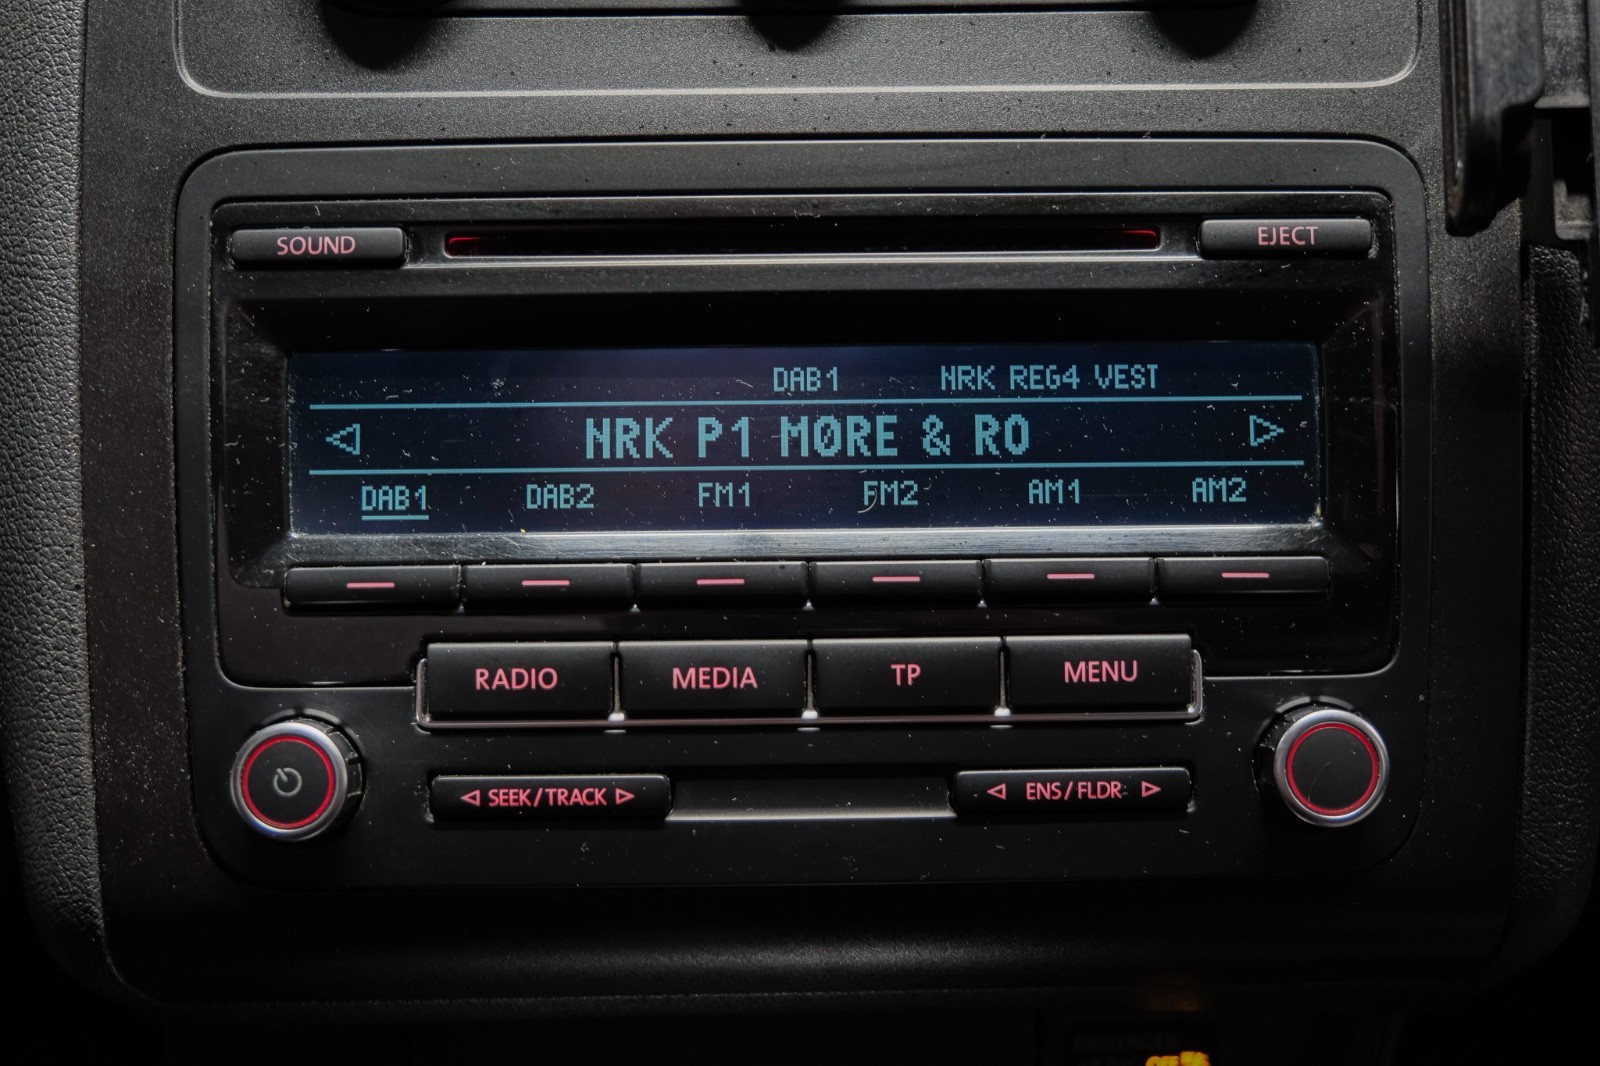 SOUND
EJECT
DAB1 NRK REG4 VEST
NRK P1 MØRE & RO
DAB1 DAB2 FM1 FM2 AM1 AM2
RADIO MEDIA TP MENU
SEEK/TRACK ENS/FLDR